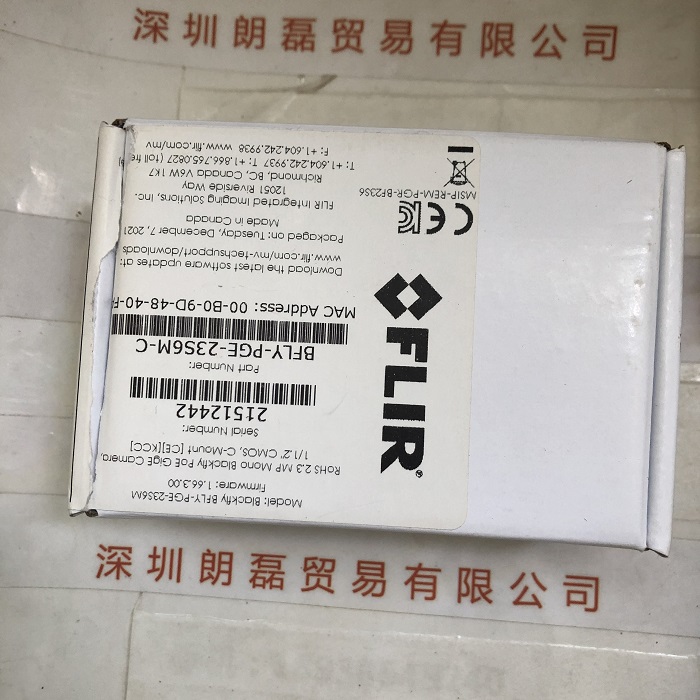 深圳朗磊贸易有限公司
Model: Blackfly BFLY-PGE-23S6M
Firmware: 1.66.3.00
RoHS 2.3 MP Mono Blackfly PoE GigE Camera,
1/1.2" CMOS, C-Mount [CE][KCC]
Serial Number:
21512442
Part Number:
BFLY-PGE-23S6M-C
MAC Address: 00-B0-9D-48-40-
Download the latest software updates at:
www.flir.com/mv-techsupport/downloads
Packaged on: Tuesday, December 7, 2021
Made in Canada
FLIR Integrated Imaging Solutions, Inc.
12051 Riverside Way
Richmond, BC, Canada V6W 1K7
T: +1.604.242.9937 T: +1.866.765.0827 (toll
F: +1.604.242.9938 www.flir.com/mv
FLIR®
CE
MSIP-REM-PGR-BP23S6
深圳朗磊贸易有限公司